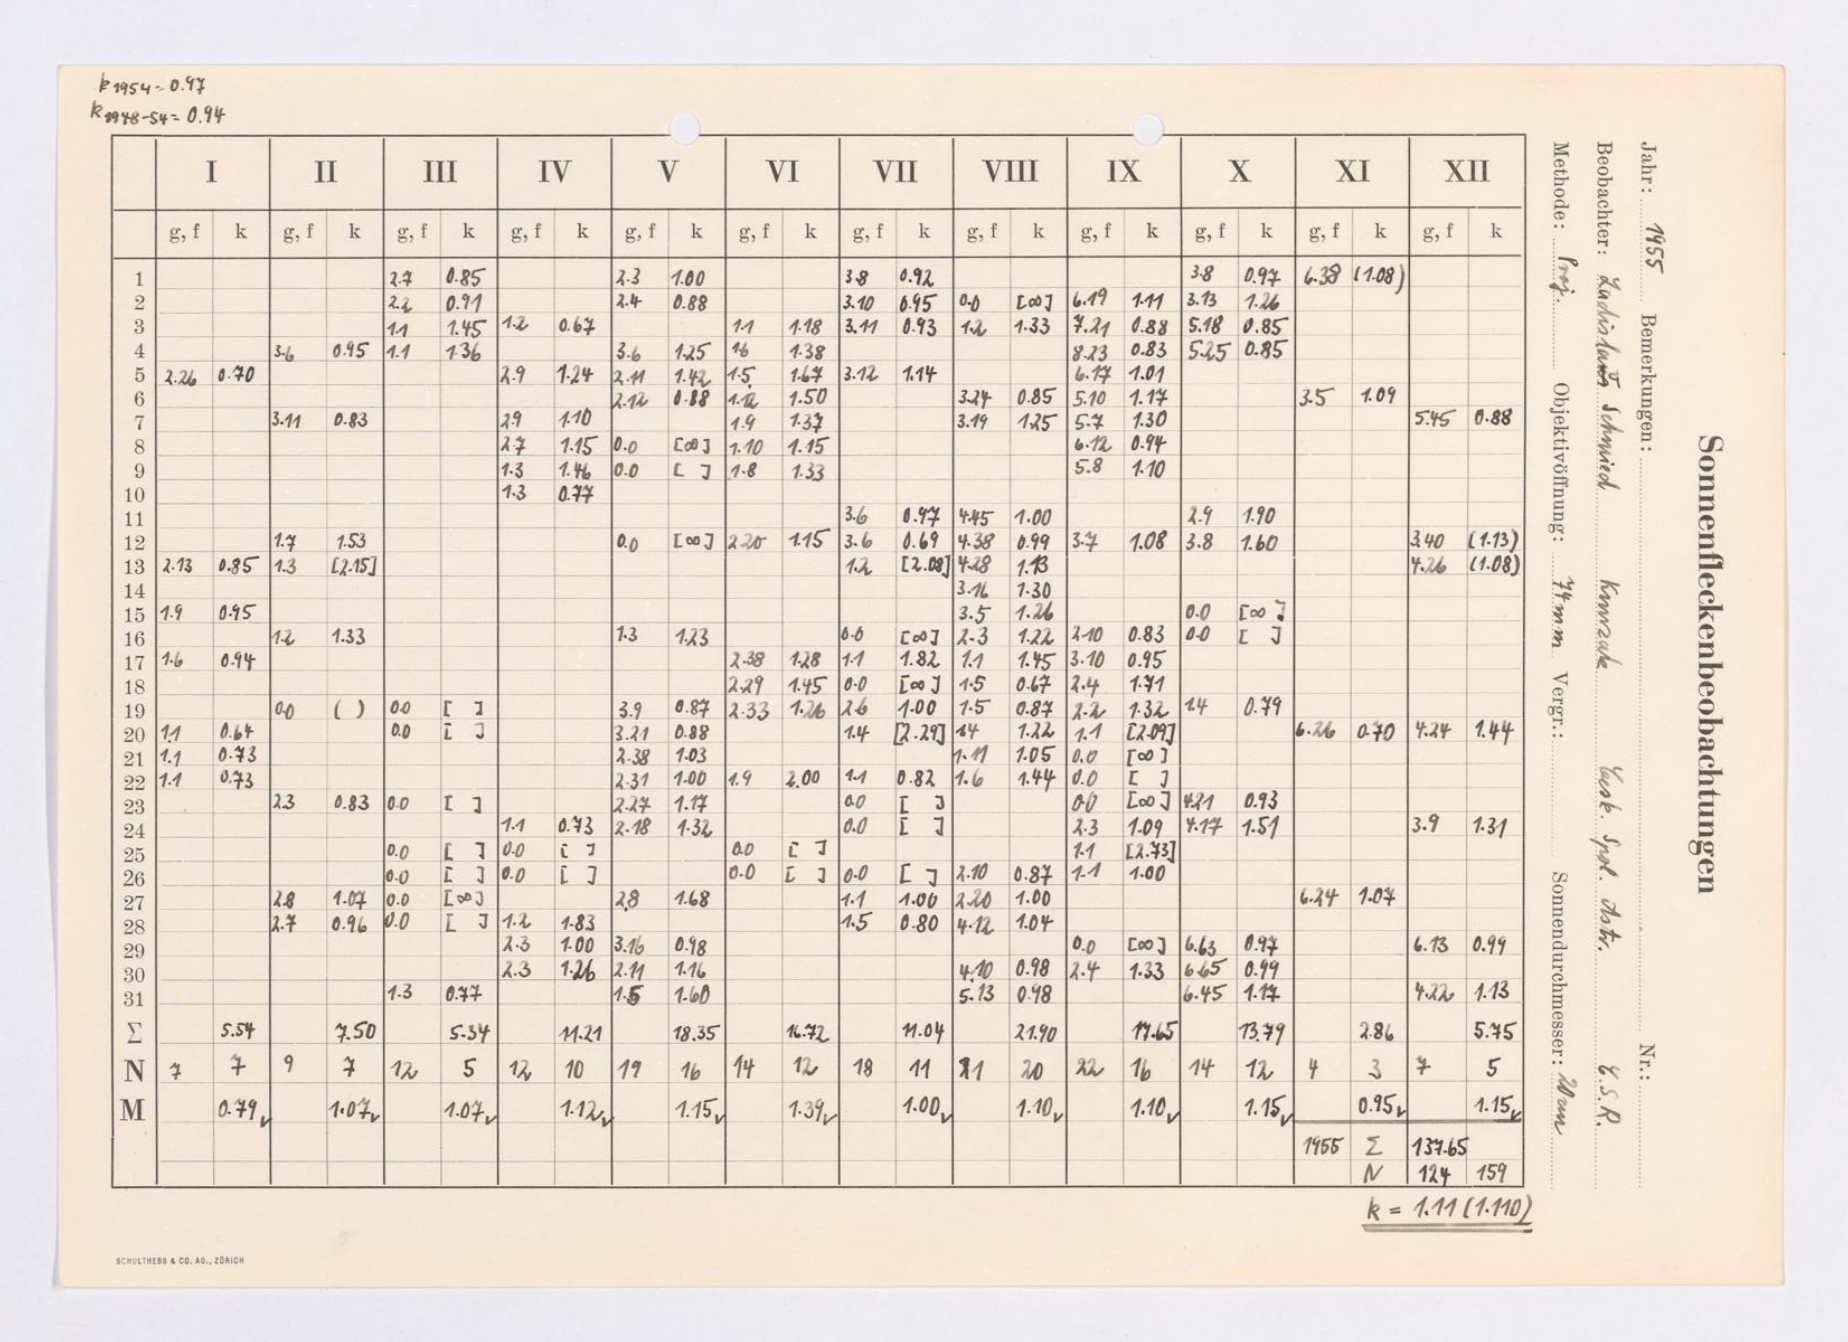 k 1954 = 0.97
k 1948-54 = 0.94
I II III IV V VI VII VIII IX X XI XII
g, f k g, f k g, f k g, f k g, f k g, f k g, f k g, f k g, f k g, f k g, f k g, f k
1 2.7 0.85 2.3 1.00 3.8 0.92 3.8 0.97 6.38 (1.08)
2 2.2 0.91 2.4 0.88 3.10 0.95 0.0 [∞] 6.19 1.11 3.13 1.26
3 1.1 1.45 1.2 0.67 1.1 1.18 3.11 0.93 1.2 1.33 7.21 0.88 5.18 0.85
4 3.6 0.95 1.1 1.36 3.6 1.25 1.6 1.38 8.23 0.83 5.25 0.85
5 2.26 0.70 2.9 1.24 2.11 1.42 1.5 1.67 3.12 1.14 6.17 1.01
6 2.12 0.88 1.12 1.50 3.24 0.85 5.10 1.17 3.5 1.09
7 3.11 0.83 2.9 1.10 1.9 1.37 3.19 1.25 5.7 1.30 5.45 0.88
8 2.7 1.15 0.0 [∞] 1.10 1.15 6.12 0.94
9 1.3 1.46 0.0 [ ] 1.8 1.33 5.8 1.10
10 1.3 0.77
11 3.6 0.97 4.45 1.00 2.9 1.90
12 1.7 1.53 0.0 [∞] 2.20 1.15 3.6 0.69 4.38 0.99 3.7 1.08 3.8 1.60 3.40 (1.13)
13 2.13 0.85 1.3 [2.15] 1.2 [2.08] 4.28 1.13 4.26 (1.08)
14 3.16 1.30
15 1.9 0.95 3.5 1.26 0.0 [∞]
16 1.2 1.33 1.3 1.23 0.0 [∞] 2.3 1.22 2.10 0.83 0.0 [ ]
17 1.6 0.94 2.38 1.28 1.1 1.82 1.1 1.45 3.10 0.95
18 2.29 1.45 0.0 [∞] 1.5 0.67 2.4 1.71
19 0.0 ( ) 0.0 [ ] 3.9 0.87 2.33 1.26 2.6 1.00 1.5 0.87 2.2 1.32 1.4 0.79
20 1.1 0.64 0.0 [ ] 3.21 0.88 1.4 [2.29] 1.4 1.22 1.1 [2.09] 6.26 0.70 4.24 1.44
21 1.1 0.73 2.38 1.03 1.11 1.05 0.0 [∞]
22 1.1 0.73 2.31 1.00 1.9 2.00 1.1 0.82 1.6 1.44 0.0 [ ]
23 2.3 0.83 0.0 [ ] 2.27 1.17 0.0 [ ] 0.0 [∞] 4.21 0.93
24 1.1 0.73 2.18 1.32 0.0 [ ] 2.3 1.09 4.17 1.51 3.9 1.31
25 0.0 [ ] 0.0 [ ] 0.0 [ ] 1.1 [2.73]
26 0.0 [ ] 0.0 [ ] 0.0 [ ] 0.0 [ ] 2.10 0.87 1.1 1.00
27 2.8 1.07 0.0 [∞] 2.8 1.68 1.1 1.00 2.20 1.00 6.24 1.07
28 2.7 0.96 0.0 [ ] 1.2 1.83 1.5 0.80 4.12 1.04
29 2.3 1.00 3.16 0.98 0.0 [∞] 6.63 0.97 6.13 0.99
30 2.3 1.26 2.11 1.16 4.10 0.98 2.4 1.33 6.65 0.99
31 1.3 0.77 1.5 1.60 5.13 0.98 6.45 1.17 4.22 1.13
Σ 5.54 7.50 5.34 11.21 18.35 16.72 11.04 21.90 17.65 13.79 2.86 5.75
N 7 7 9 7 12 5 12 10 19 16 14 12 18 11 21 20 22 16 14 12 4 3 7 5
M 0.79 1.07 1.07 1.12 1.15 1.39 1.00 1.10 1.10 1.15 0.95 1.15
1955 Σ 137.65
N 124 159
k = 1.11 (1.110)
SCHULTHESS & CO. AG., ZÜRICH
Sonnenfleckenbeobachtungen
Jahr: 1955 Bemerkungen: Nr.:
Beobachter: Schmied Č.S.R.
Methode: Proj. Objektivöffnung: 74mm Vergr.: Sonnendurchmesser: 20cm